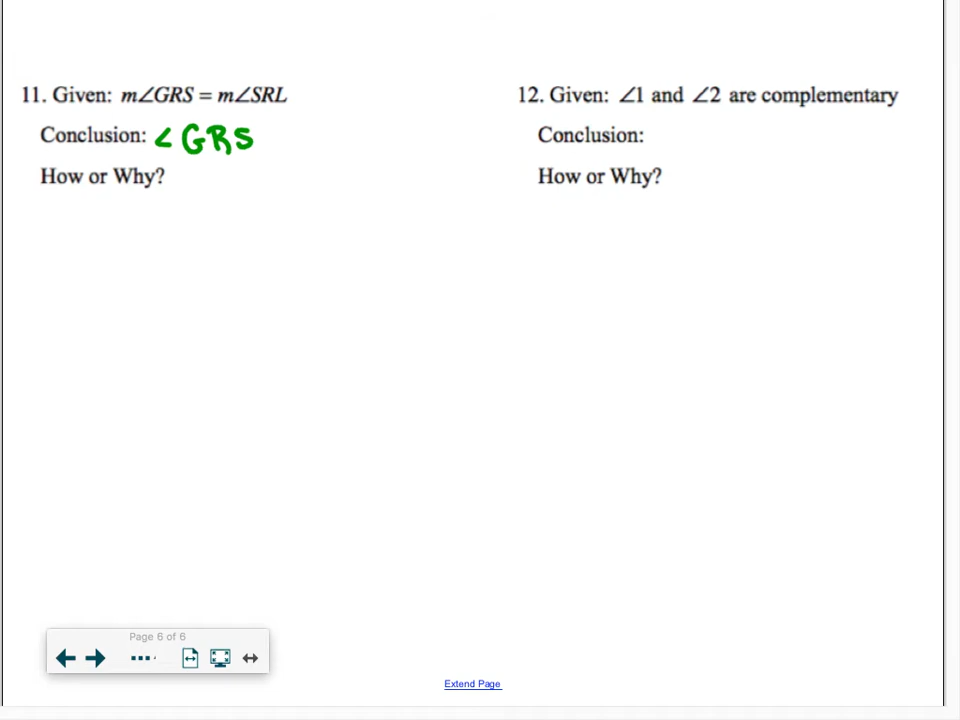 11. Given: m∠GRS = m∠SRL
Conclusion: ∠GRS
How or Why?
12. Given: ∠1 and ∠2 are complementary
Conclusion:
How or Why?
Page 6 of 6
Extend Page